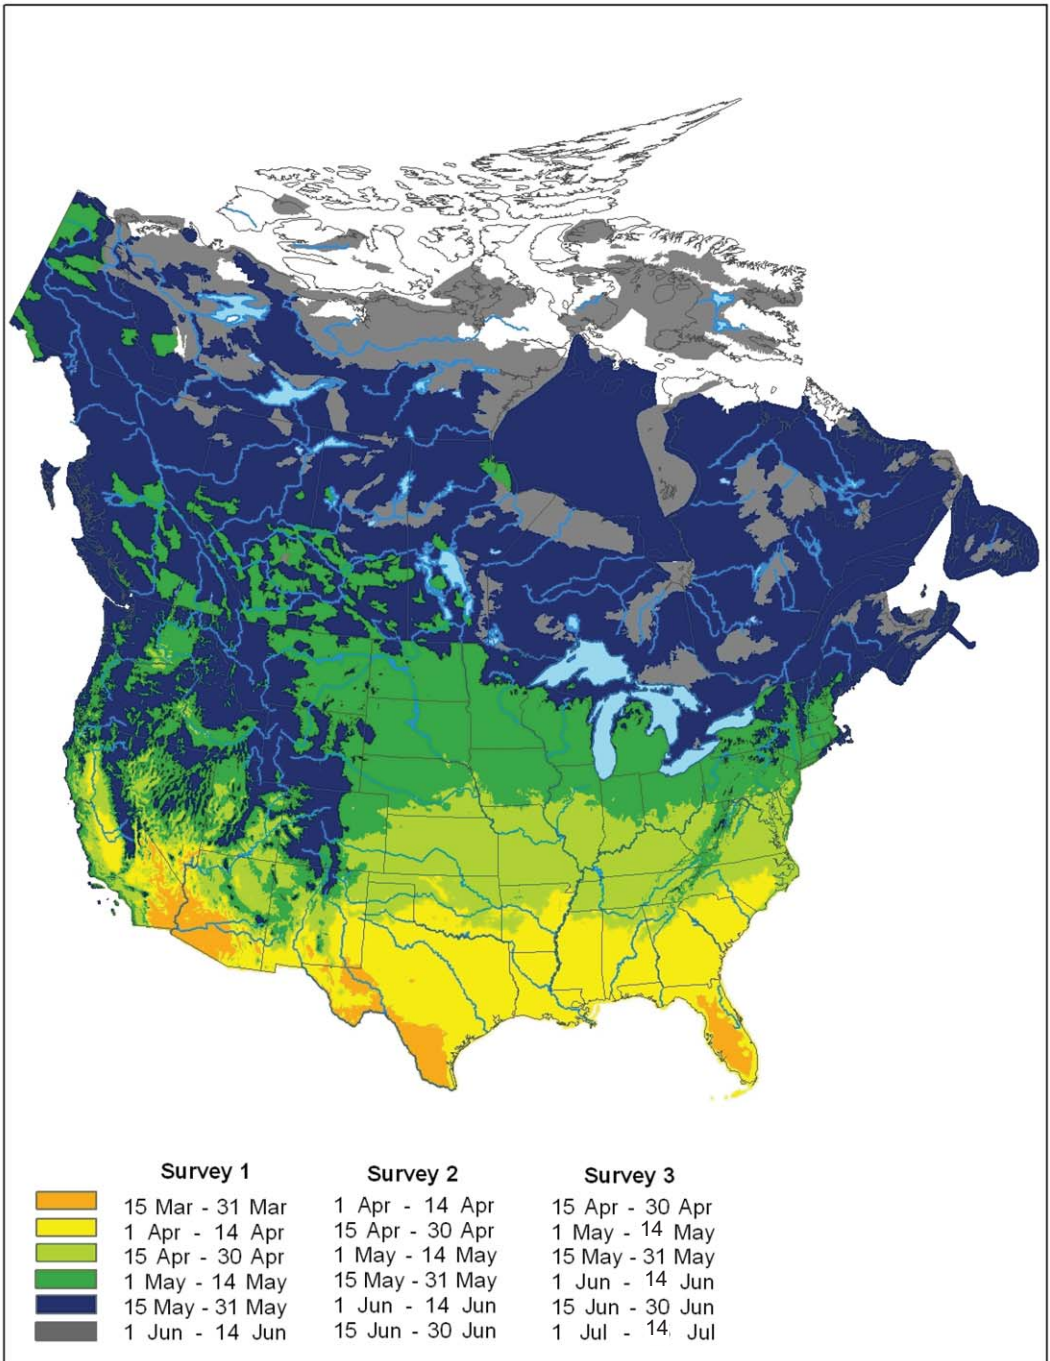 Survey 1 Survey 2 Survey 3
15 Mar - 31 Mar 1 Apr - 14 Apr 15 Apr - 30 Apr
1 Apr - 14 Apr 15 Apr - 30 Apr 1 May - 14 May
15 Apr - 30 Apr 1 May - 14 May 15 May - 31 May
1 May - 14 May 15 May - 31 May 1 Jun - 14 Jun
15 May - 31 May 1 Jun - 14 Jun 15 Jun - 30 Jun
1 Jun - 14 Jun 15 Jun - 30 Jun 1 Jul - 14 Jul